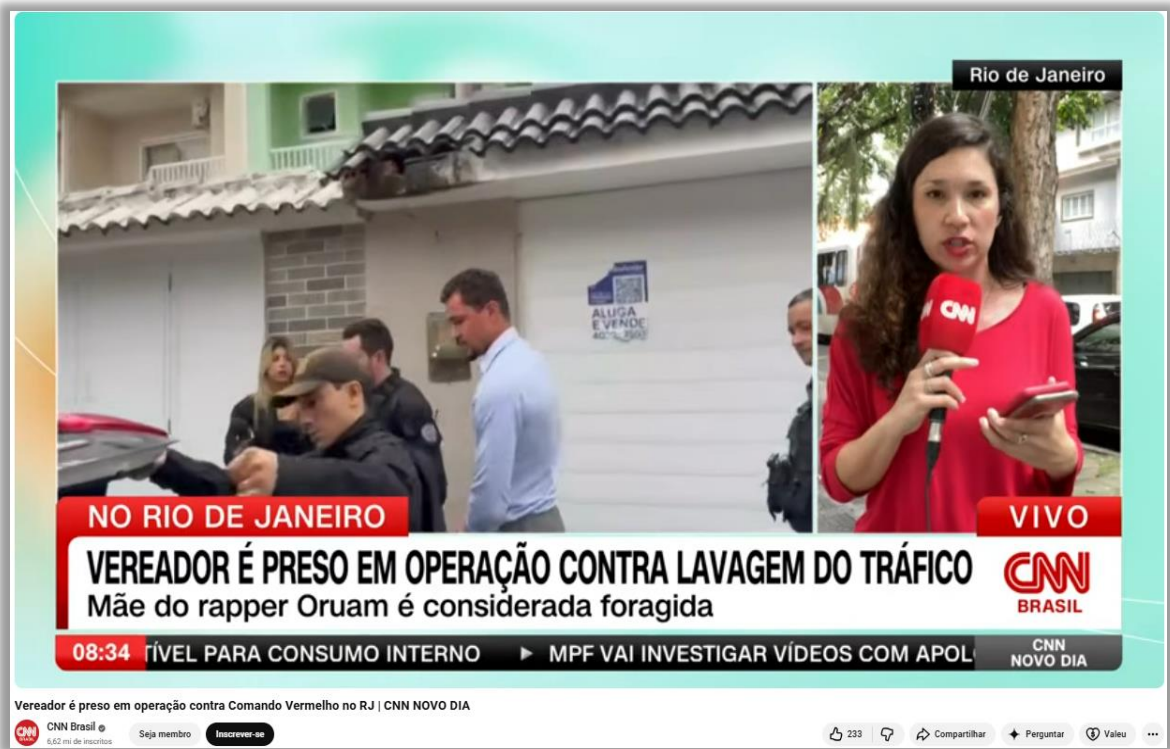 Rio de Janeiro
ALUGA
E VENDE
CNN
NO RIO DE JANEIRO
VIVO
VEREADOR É PRESO EM OPERAÇÃO CONTRA LAVAGEM DO TRÁFICO
Mãe do rapper Oruam é considerada foragida
CNN
BRASIL
08:34
TÍVEL PARA CONSUMO INTERNO ▶ MPF VAI INVESTIGAR VÍDEOS COM APOL
CNN
NOVO DIA
Vereador é preso em operação contra Comando Vermelho no RJ | CNN NOVO DIA
CNN Brasil
6,62 mi de inscritos
Seja membro
Inscrever-se
233
Compartilhar
Perguntar
Valeu